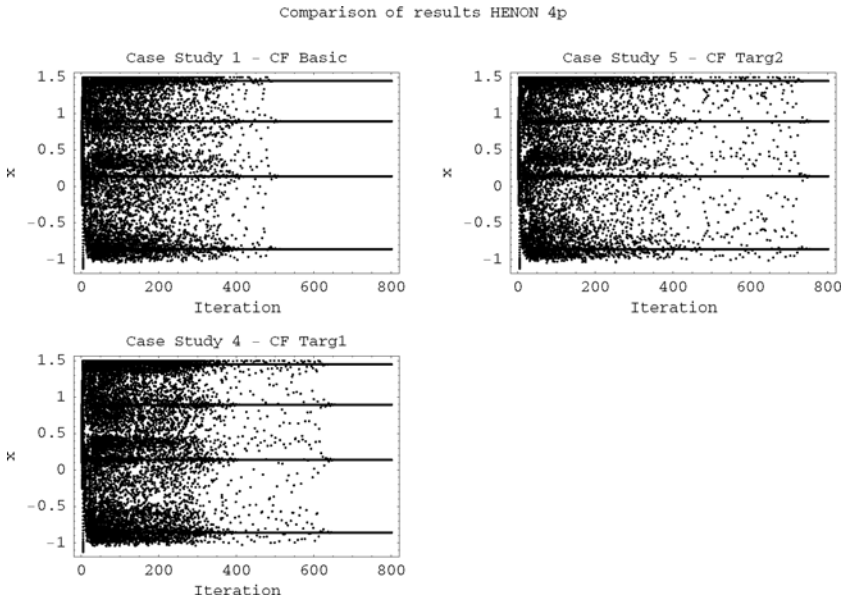 Comparison of results HENON 4p
Case Study 1 - CF Basic
1.5
1
0.5
0
-0.5
-1
x
0 200 400 600 800
Iteration
Case Study 5 - CF Targ2
1.5
1
0.5
0
-0.5
-1
x
0 200 400 600 800
Iteration
Case Study 4 - CF Targ1
1.5
1
0.5
0
-0.5
-1
x
0 200 400 600 800
Iteration